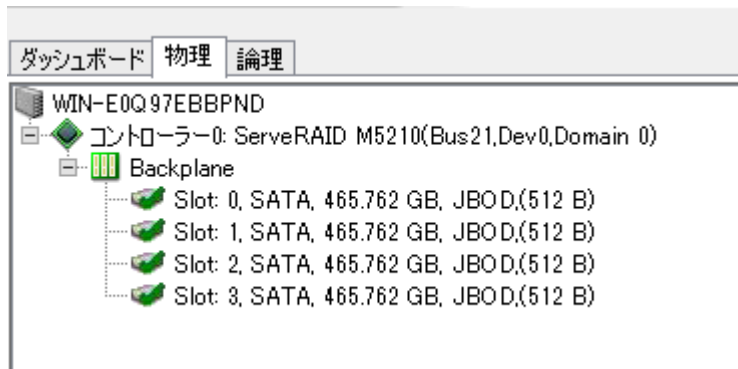 ダッシュボード 物理 論理
WIN-E0Q97EBBPND
コントローラー0: ServeRAID M5210(Bus21,Dev0,Domain 0)
Backplane
Slot: 0, SATA, 465.762 GB, JBOD,(512 B)
Slot: 1, SATA, 465.762 GB, JBOD,(512 B)
Slot: 2, SATA, 465.762 GB, JBOD,(512 B)
Slot: 3, SATA, 465.762 GB, JBOD,(512 B)